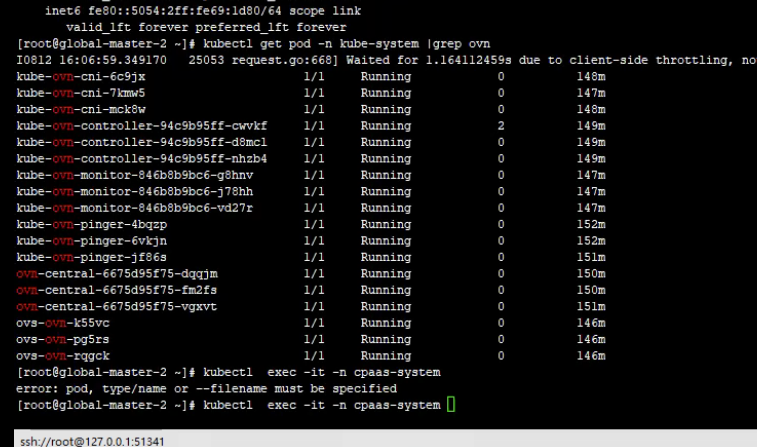 inet6 fe80::5054:2ff:fe69:1d80/64 scope link
valid_lft forever preferred_lft forever
[root@global-master-2 ~]# kubectl get pod -n kube-system |grep ovn
I0812 16:06:59.349170   25053 request.go:668] Waited for 1.164112459s due to client-side throttling, no
kube-ovn-cni-6c9jx 1/1 Running 0 148m
kube-ovn-cni-7kmw5 1/1 Running 0 147m
kube-ovn-cni-mck8w 1/1 Running 0 148m
kube-ovn-controller-94c9b95ff-cwvkf 1/1 Running 2 149m
kube-ovn-controller-94c9b95ff-d8mcl 1/1 Running 0 149m
kube-ovn-controller-94c9b95ff-nhzb4 1/1 Running 0 149m
kube-ovn-monitor-846b8b9bc6-g8hnv 1/1 Running 0 147m
kube-ovn-monitor-846b8b9bc6-j78hh 1/1 Running 0 147m
kube-ovn-monitor-846b8b9bc6-vd27r 1/1 Running 0 147m
kube-ovn-pinger-4bqzp 1/1 Running 0 152m
kube-ovn-pinger-6vkjn 1/1 Running 0 152m
kube-ovn-pinger-jf86s 1/1 Running 0 151m
ovn-central-6675d95f75-dqqjm 1/1 Running 0 150m
ovn-central-6675d95f75-fm2fs 1/1 Running 0 150m
ovn-central-6675d95f75-vgxvt 1/1 Running 0 151m
ovs-ovn-k55vc 1/1 Running 0 146m
ovs-ovn-pg5rs 1/1 Running 0 146m
ovs-ovn-rqgck 1/1 Running 0 146m
[root@global-master-2 ~]# kubectl  exec -it -n cpaas-system
error: pod, type/name or --filename must be specified
[root@global-master-2 ~]# kubectl  exec -it -n cpaas-system
ssh://root@127.0.0.1:51341